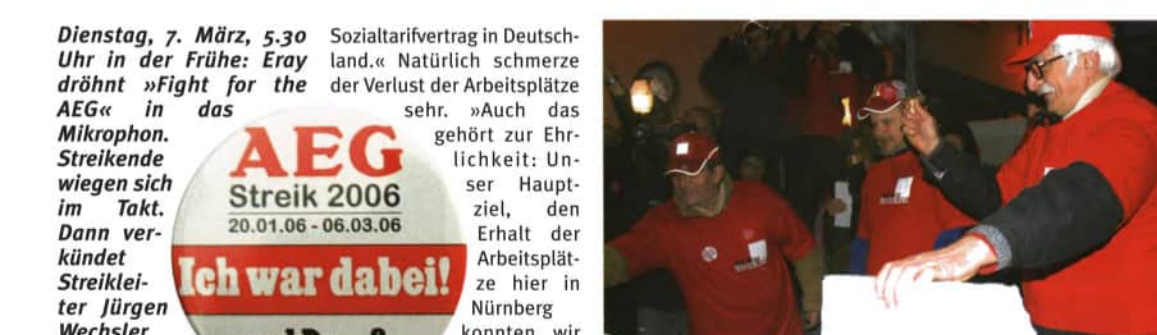 Dienstag, 7. März, 5.30
Uhr in der Frühe: Eray
dröhnt »Fight for the
AEG« in das
Mikrophon.
Streikende
wiegen sich
im Takt.
Dann ver-
kündet
Streiklei-
ter Jürgen
Wechsler
AEG
Streik 2006
20.01.06 - 06.03.06
Ich war dabei!
Sozialtarifvertrag in Deutsch-
land.« Natürlich schmerze
der Verlust der Arbeitsplätze
sehr. »Auch das
gehört zur Ehr-
lichkeit: Un-
ser Haupt-
ziel, den
Erhalt der
Arbeitsplät-
ze hier in
Nürnberg
konnten wir